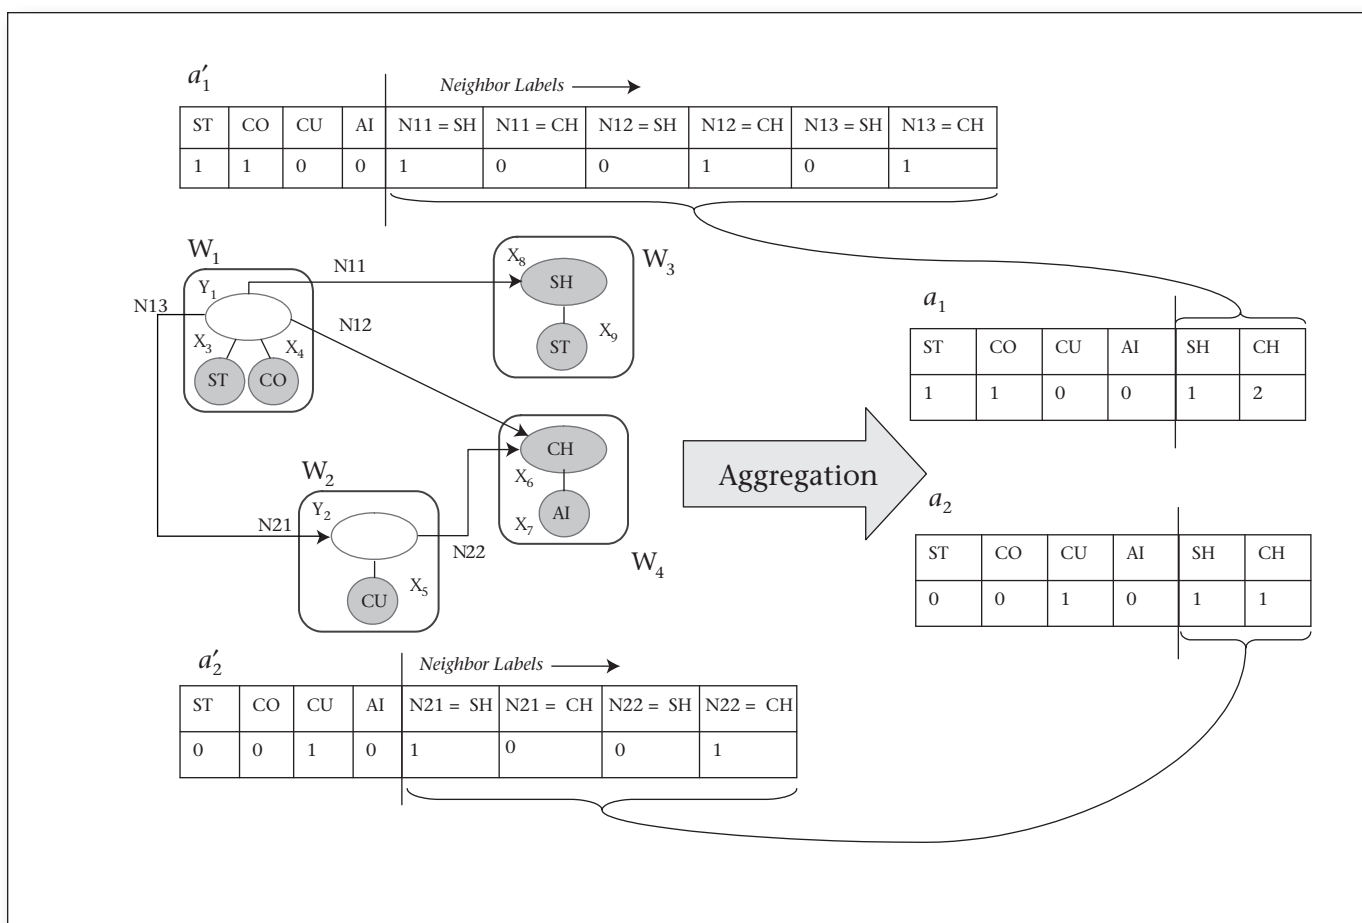 a′1
Neighbor Labels
ST CO CU AI N11 = SH N11 = CH N12 = SH N12 = CH N13 = SH N13 = CH
1 1 0 0 1 0 0 1 0 1
W1
Y1
X3
X4
ST
CO
N11
N12
N13
X8
SH
W3
X9
ST
CH
X6
AI
X7
W4
W2
Y2
N21
N22
CU
X5
Aggregation
a1
ST CO CU AI SH CH
1 1 0 0 1 2
a2
ST CO CU AI SH CH
0 0 1 0 1 1
a′2
Neighbor Labels
ST CO CU AI N21 = SH N21 = CH N22 = SH N22 = CH
0 0 1 0 1 0 0 1